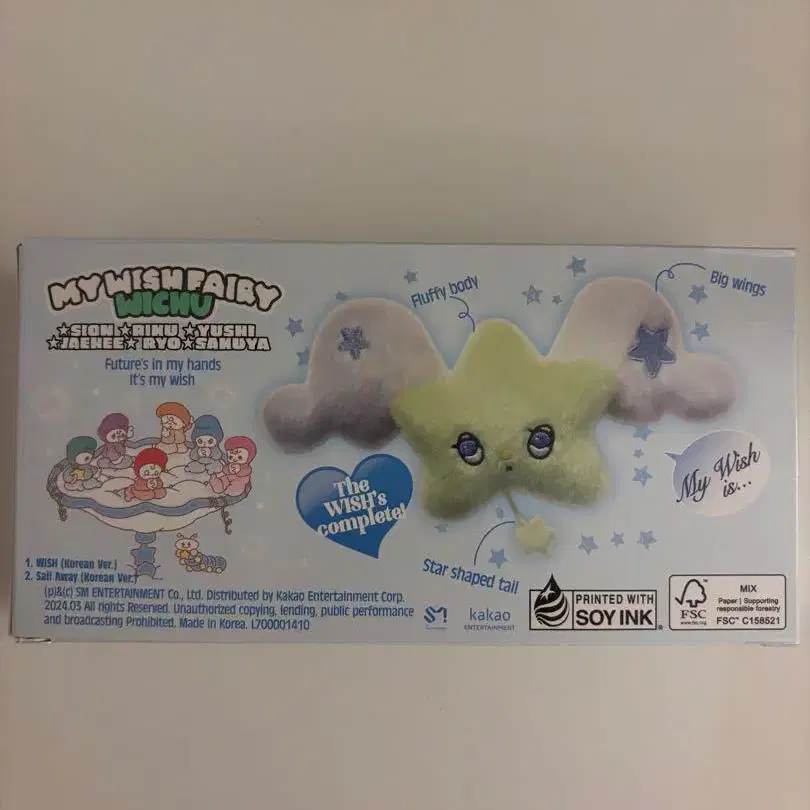 MY WISH FAIRY
WICHU
★SION ★RIKU ★YUSHI
★JAEHEE ★RYO ★SAKUYA
Future's in my hands
It's my wish
Fluffy body
Big wings
The
WISH's
complete!
My Wish
is...
Star shaped tail
1. WISH (Korean Ver.)
2. Sail Away (Korean Ver.)
(p)&(c) SM ENTERTAINMENT Co., Ltd. Distributed by Kakao Entertainment Corp.
2024.03 All rights Reserved. Unauthorized copying, lending, public performance
and broadcasting Prohibited. Made in Korea. L700001410
SM
kakao
ENTERTAINMENT
PRINTED WITH
SOY INK
FSC
www.fsc.org
MIX
Paper | Supporting
responsible forestry
FSC™ C158521